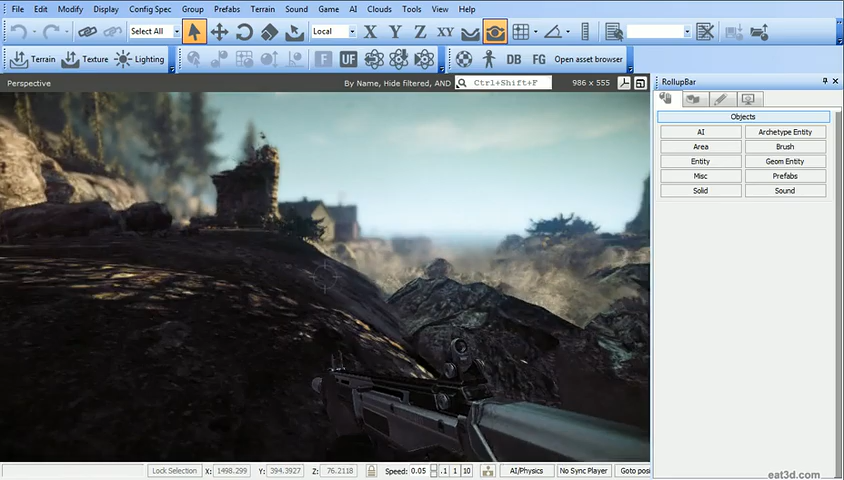 File Edit Modify Display Config Spec Group Prefabs Terrain Sound Game AI Clouds Tools View Help
Select All Local X Y Z XY
Terrain Texture Lighting F UF DB FG Open asset browser
Perspective By Name, Hide filtered, AND Ctrl+Shift+F 986 x 555
RollupBar
Objects
AI Archetype Entity
Area Brush
Entity Geom Entity
Misc Prefabs
Solid Sound
Lock Selection X: 1498.299 Y: 394.3927 Z: 76.2118 Speed: 0.05 .1 1 10 AI/Physics No Sync Player Goto posi
eat3d.com